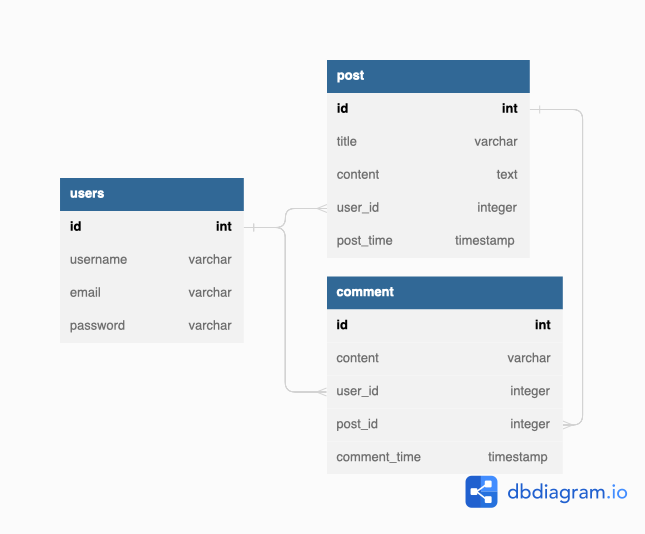 users
id int
username varchar
email varchar
password varchar
post
id int
title varchar
content text
user_id integer
post_time timestamp
comment
id int
content varchar
user_id integer
post_id integer
comment_time timestamp
dbdiagram.io